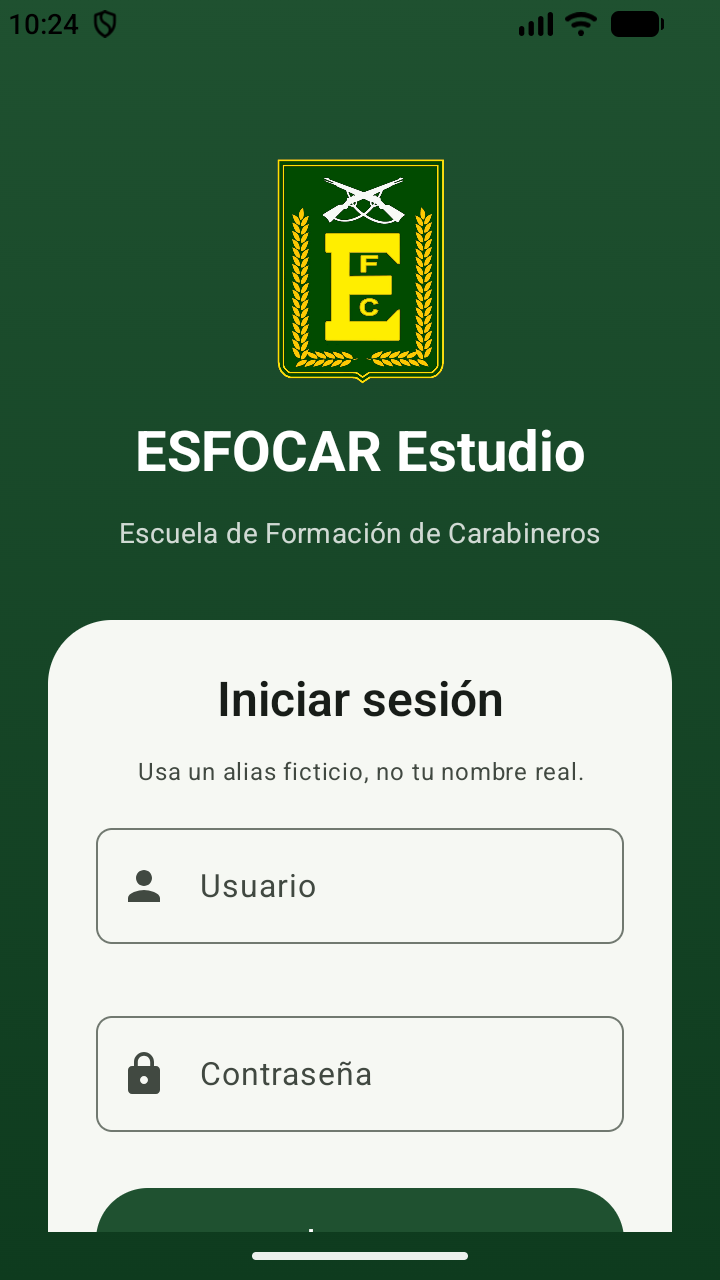 10:24
E
F
C
ESFOCAR Estudio
Escuela de Formación de Carabineros
Iniciar sesión
Usa un alias ficticio, no tu nombre real.
Usuario
Contraseña